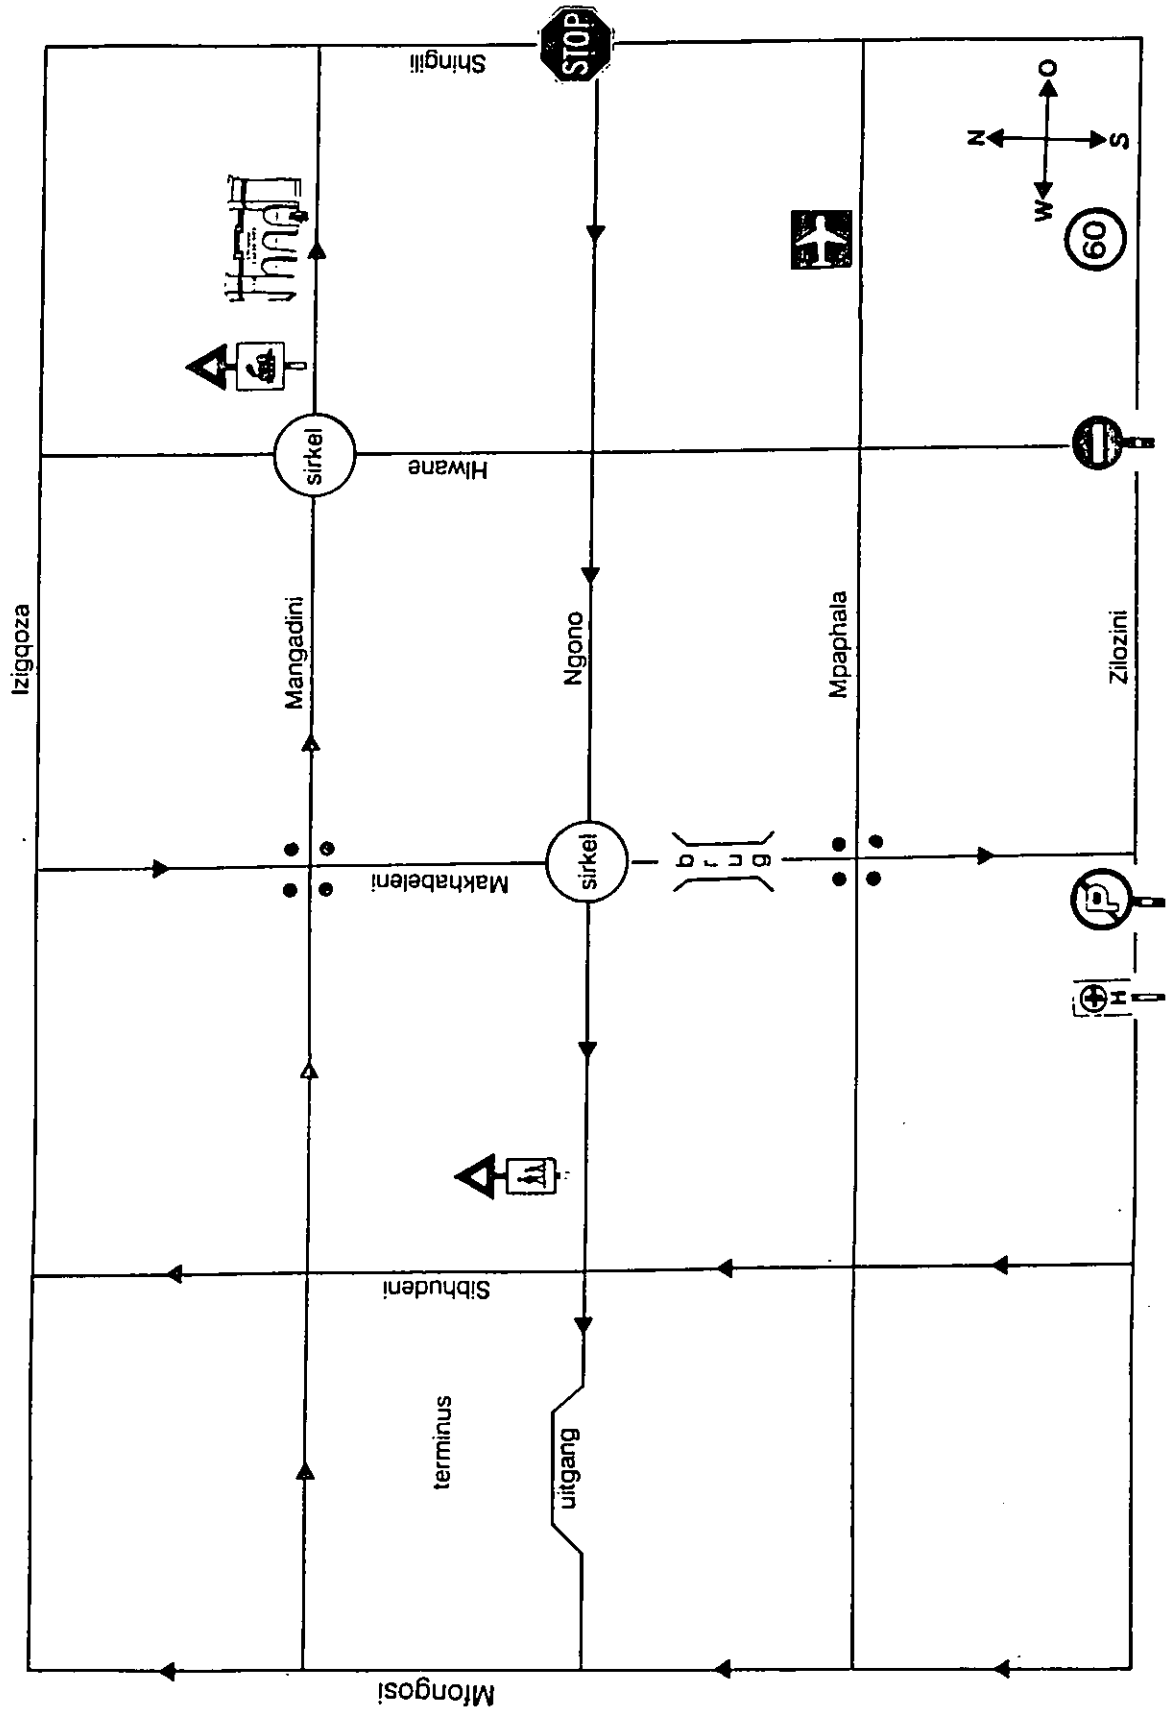 Izigqoza
Mangadini
sirkel
Mfongosi
terminus
Sibhudeni
Makhabeleni
Hlwane
Shingili
uitgang
sirkel
Ngono
STOP
b
r
u
g
Mpaphala
N
W
O
S
H
P
Zilozini
60